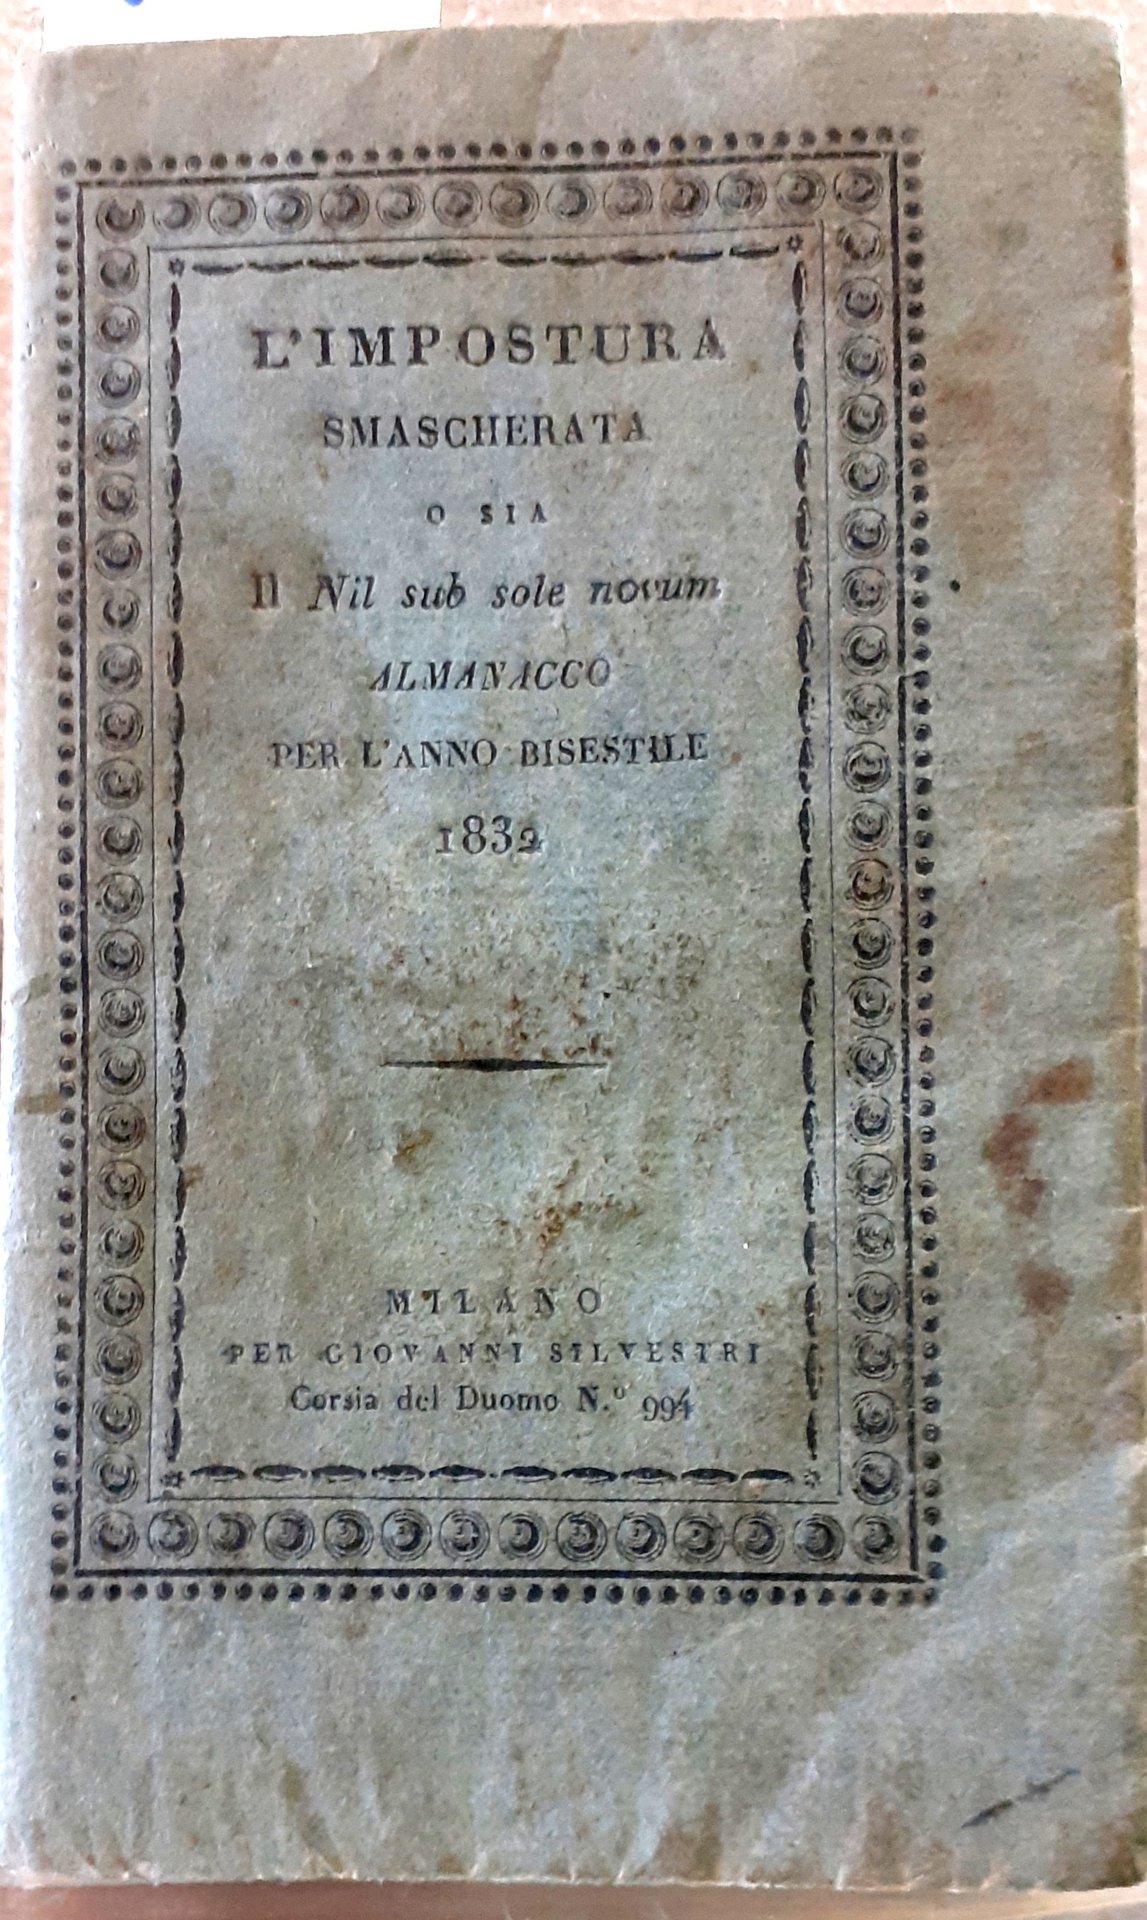 L'IMPOSTURA
SMASCHERATA
O SIA
Il Nil sub sole novum
ALMANACCO
PER L'ANNO BISESTILE
1832
MILANO
PER GIOVANNI SILVESTRI
Corsia del Duomo N.º 994